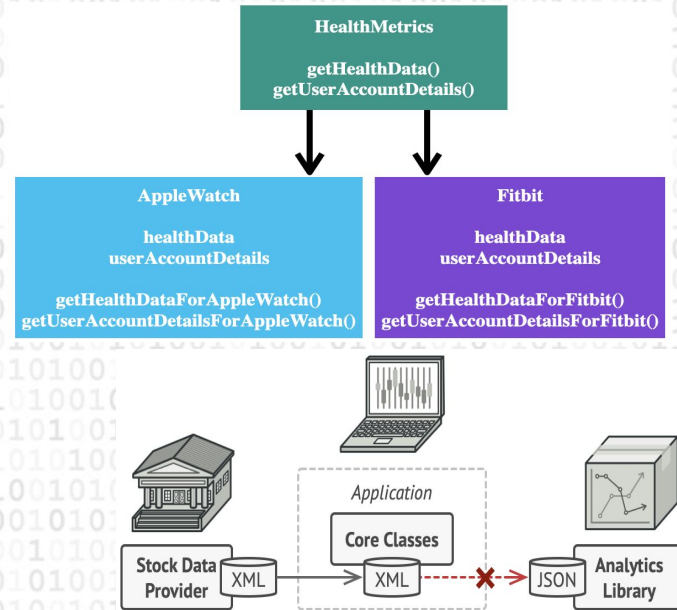 HealthMetrics
getHealthData()
getUserAccountDetails()
AppleWatch
healthData
userAccountDetails
getHealthDataForAppleWatch()
getUserAccountDetailsForAppleWatch()
Fitbit
healthData
userAccountDetails
getHealthDataForFitbit()
getUserAccountDetailsForFitbit()
Application
Core Classes
Stock Data
Provider
XML
XML
JSON
Analytics
Library